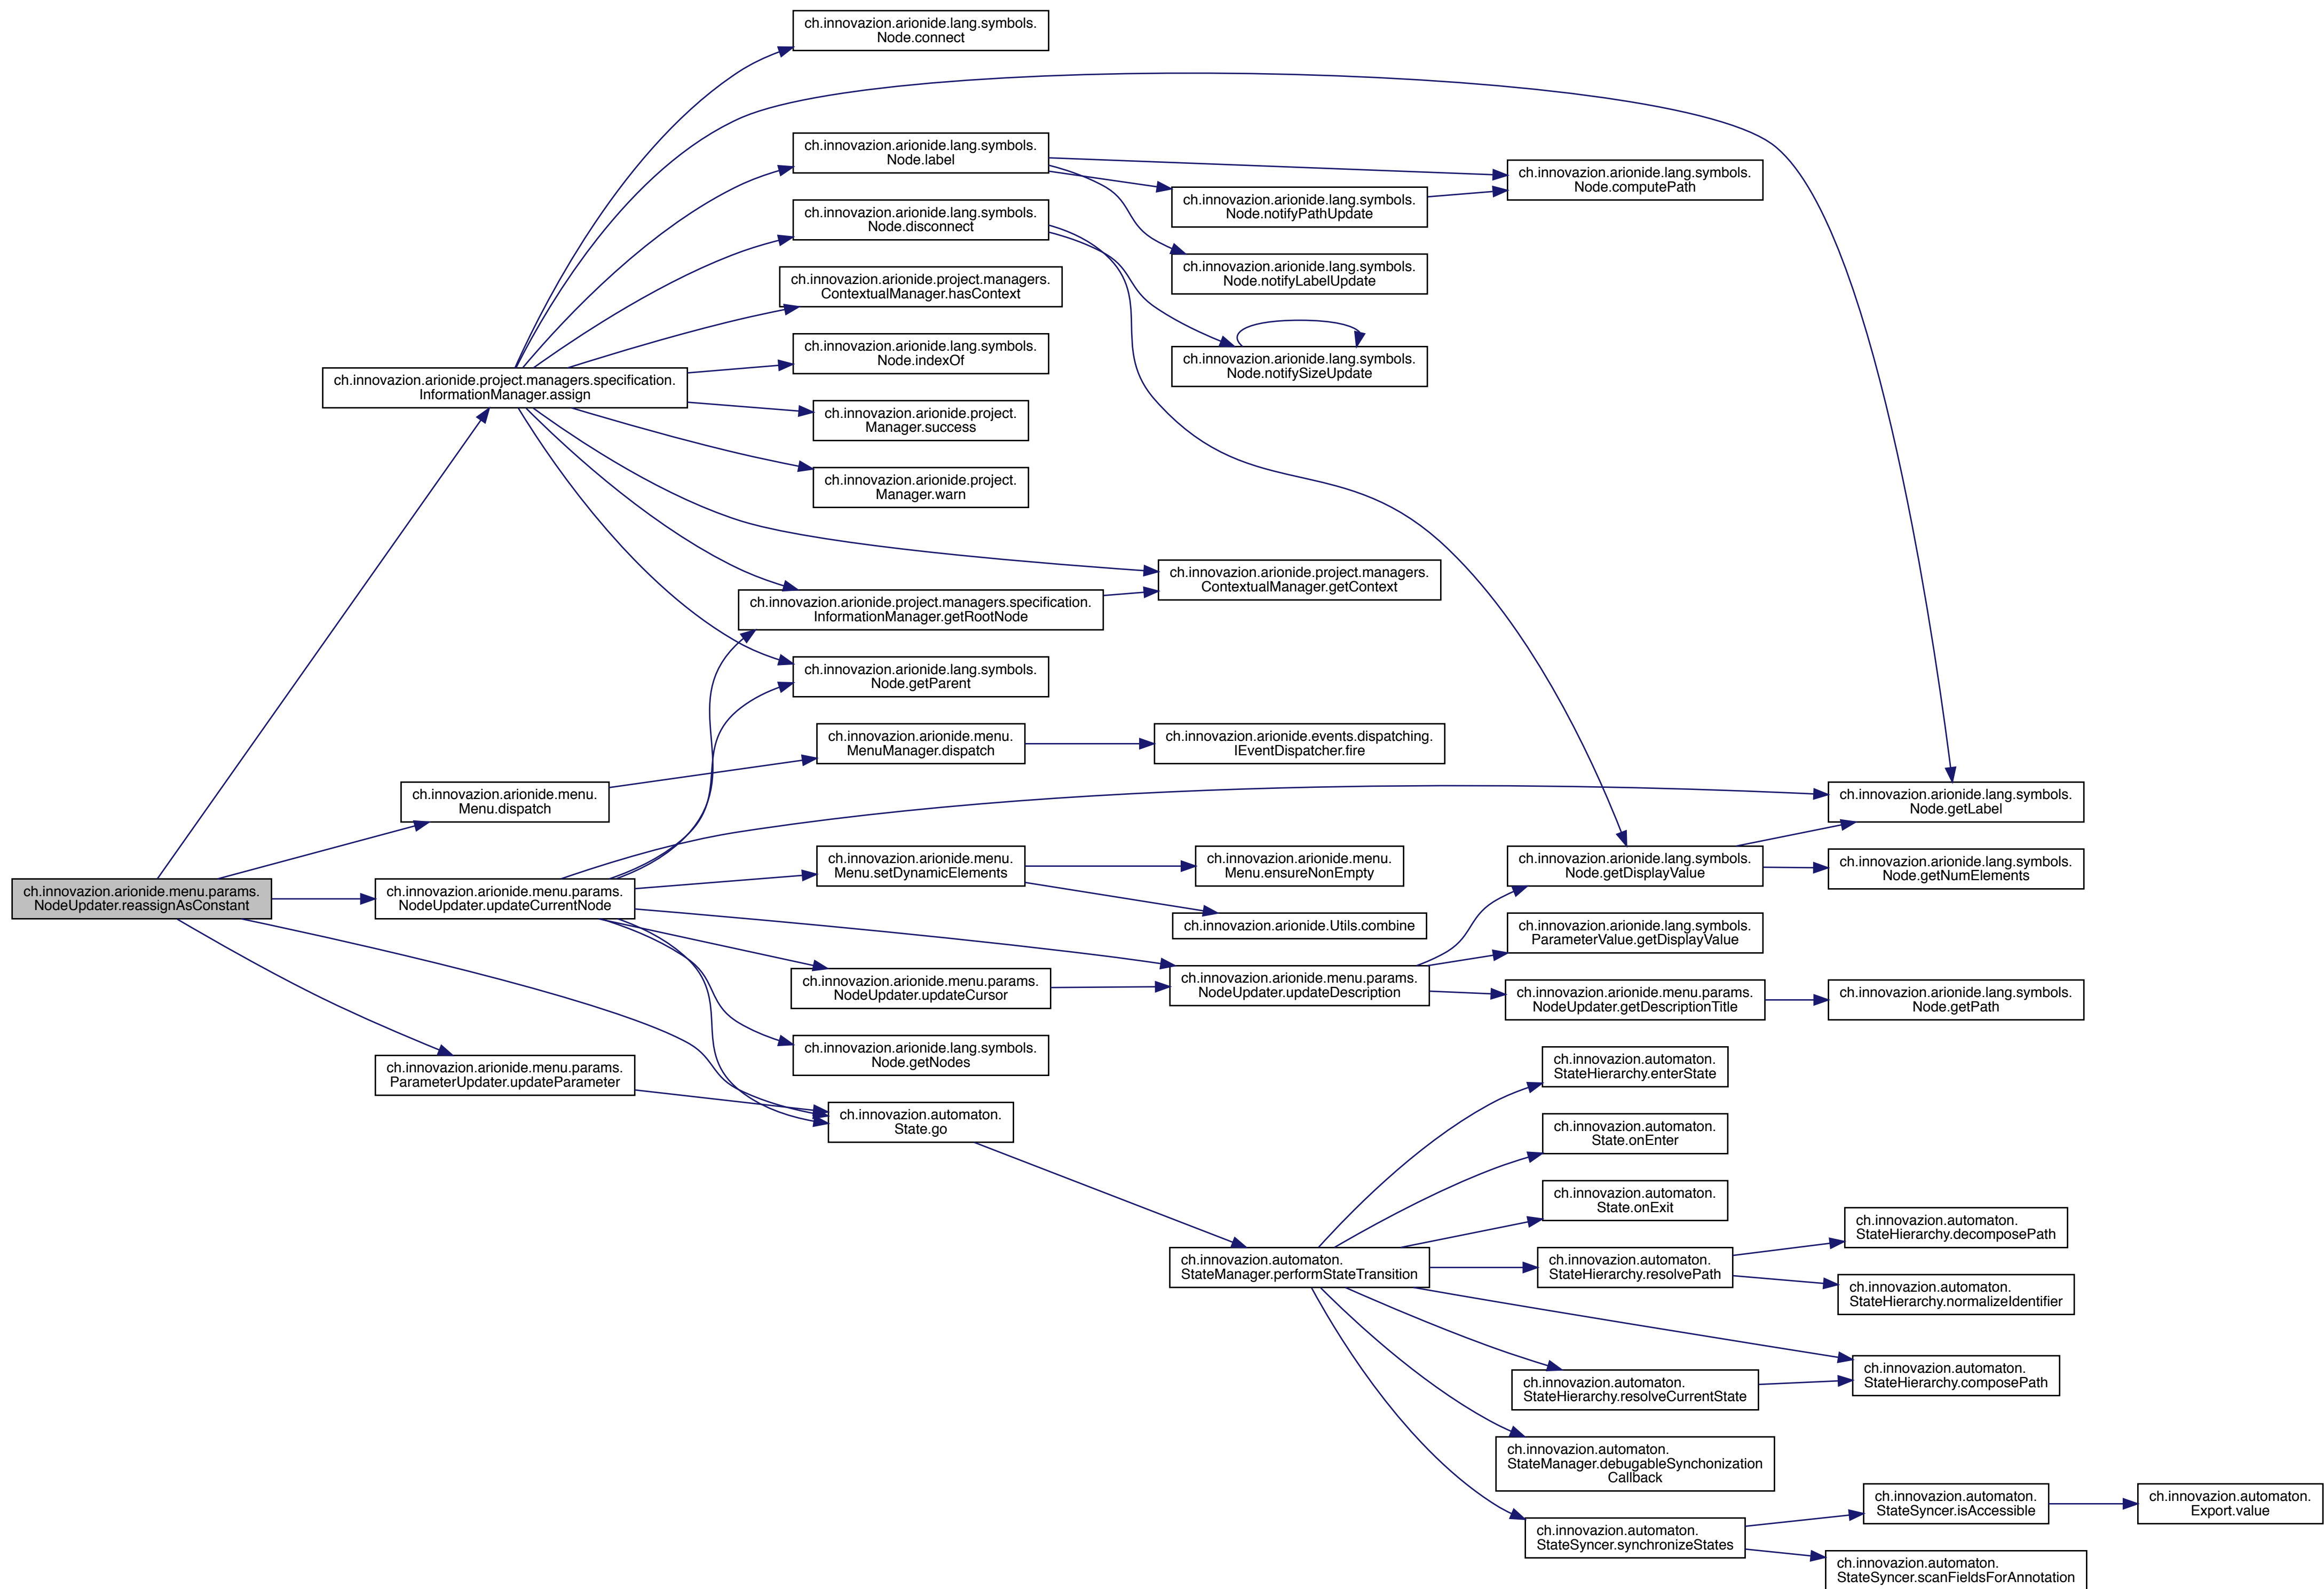 ch.innovazion.arionide.lang.symbols.
Node.connect
ch.innovazion.arionide.lang.symbols.
Node.label
ch.innovazion.arionide.lang.symbols.
Node.computePath
ch.innovazion.arionide.lang.symbols.
Node.notifyPathUpdate
ch.innovazion.arionide.lang.symbols.
Node.disconnect
ch.innovazion.arionide.lang.symbols.
Node.notifyLabelUpdate
ch.innovazion.arionide.project.managers.
ContextualManager.hasContext
ch.innovazion.arionide.lang.symbols.
Node.indexOf
ch.innovazion.arionide.lang.symbols.
Node.notifySizeUpdate
ch.innovazion.arionide.project.managers.specification.
InformationManager.assign
ch.innovazion.arionide.project.
Manager.success
ch.innovazion.arionide.project.
Manager.warn
ch.innovazion.arionide.project.managers.
ContextualManager.getContext
ch.innovazion.arionide.project.managers.specification.
InformationManager.getRootNode
ch.innovazion.arionide.lang.symbols.
Node.getParent
ch.innovazion.arionide.menu.
MenuManager.dispatch
ch.innovazion.arionide.events.dispatching.
IEventDispatcher.fire
ch.innovazion.arionide.menu.
Menu.dispatch
ch.innovazion.arionide.lang.symbols.
Node.getLabel
ch.innovazion.arionide.menu.
Menu.setDynamicElements
ch.innovazion.arionide.menu.
Menu.ensureNonEmpty
ch.innovazion.arionide.lang.symbols.
Node.getDisplayValue
ch.innovazion.arionide.lang.symbols.
Node.getNumElements
ch.innovazion.arionide.menu.params.
NodeUpdater.reassignAsConstant
ch.innovazion.arionide.menu.params.
NodeUpdater.updateCurrentNode
ch.innovazion.arionide.Utils.combine
ch.innovazion.arionide.lang.symbols.
ParameterValue.getDisplayValue
ch.innovazion.arionide.menu.params.
NodeUpdater.updateCursor
ch.innovazion.arionide.menu.params.
NodeUpdater.updateDescription
ch.innovazion.arionide.menu.params.
NodeUpdater.getDescriptionTitle
ch.innovazion.arionide.lang.symbols.
Node.getPath
ch.innovazion.arionide.lang.symbols.
Node.getNodes
ch.innovazion.arionide.menu.params.
ParameterUpdater.updateParameter
ch.innovazion.automaton.
StateHierarchy.enterState
ch.innovazion.automaton.
State.go
ch.innovazion.automaton.
State.onEnter
ch.innovazion.automaton.
State.onExit
ch.innovazion.automaton.
StateHierarchy.decomposePath
ch.innovazion.automaton.
StateManager.performStateTransition
ch.innovazion.automaton.
StateHierarchy.resolvePath
ch.innovazion.automaton.
StateHierarchy.normalizeIdentifier
ch.innovazion.automaton.
StateHierarchy.composePath
ch.innovazion.automaton.
StateHierarchy.resolveCurrentState
ch.innovazion.automaton.
StateManager.debugableSynchonization
Callback
ch.innovazion.automaton.
StateSyncer.isAccessible
ch.innovazion.automaton.
Export.value
ch.innovazion.automaton.
StateSyncer.synchronizeStates
ch.innovazion.automaton.
StateSyncer.scanFieldsForAnnotation